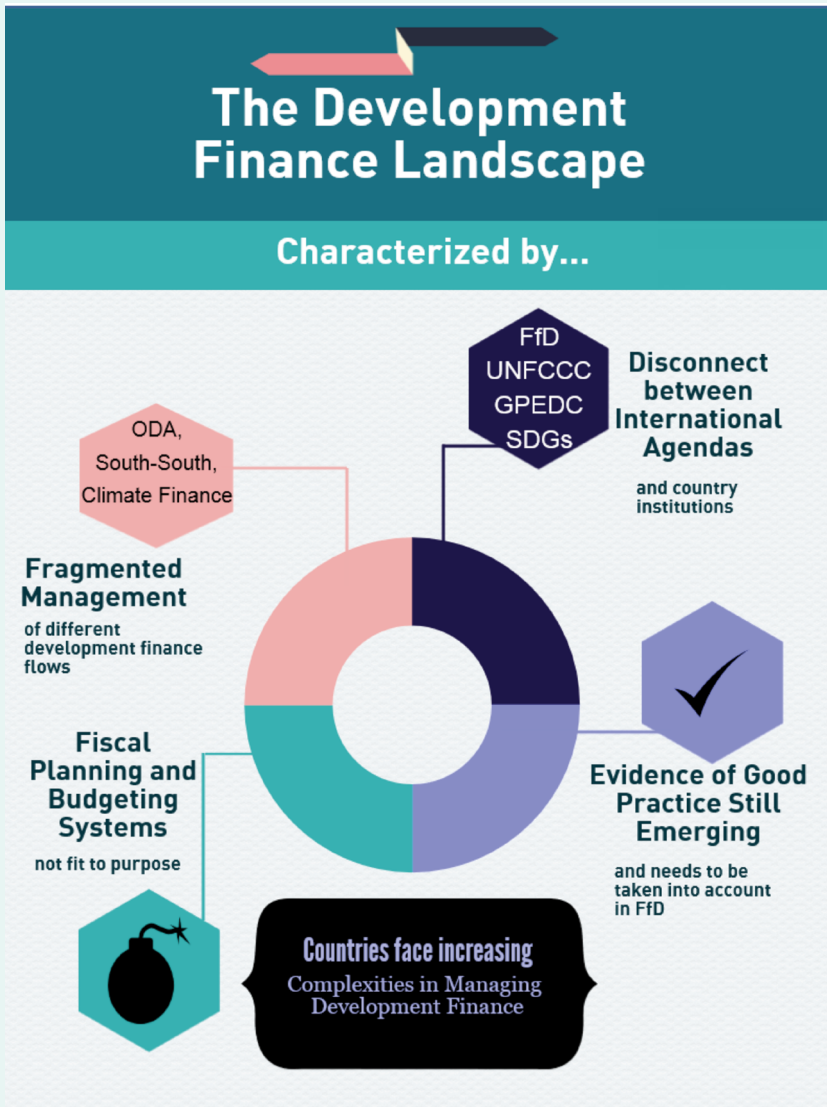 The Development
Finance Landscape
Characterized by...
FfD
UNFCCC
GPEDC
SDGs
Disconnect
between
International
Agendas
and country
institutions
ODA,
South-South,
Climate Finance
Fragmented
Management
of different
development finance
flows
Fiscal
Planning and
Budgeting
Systems
not fit to purpose
Evidence of Good
Practice Still
Emerging
and needs to be
taken into account
in FfD
Countries face increasing
Complexities in Managing
Development Finance